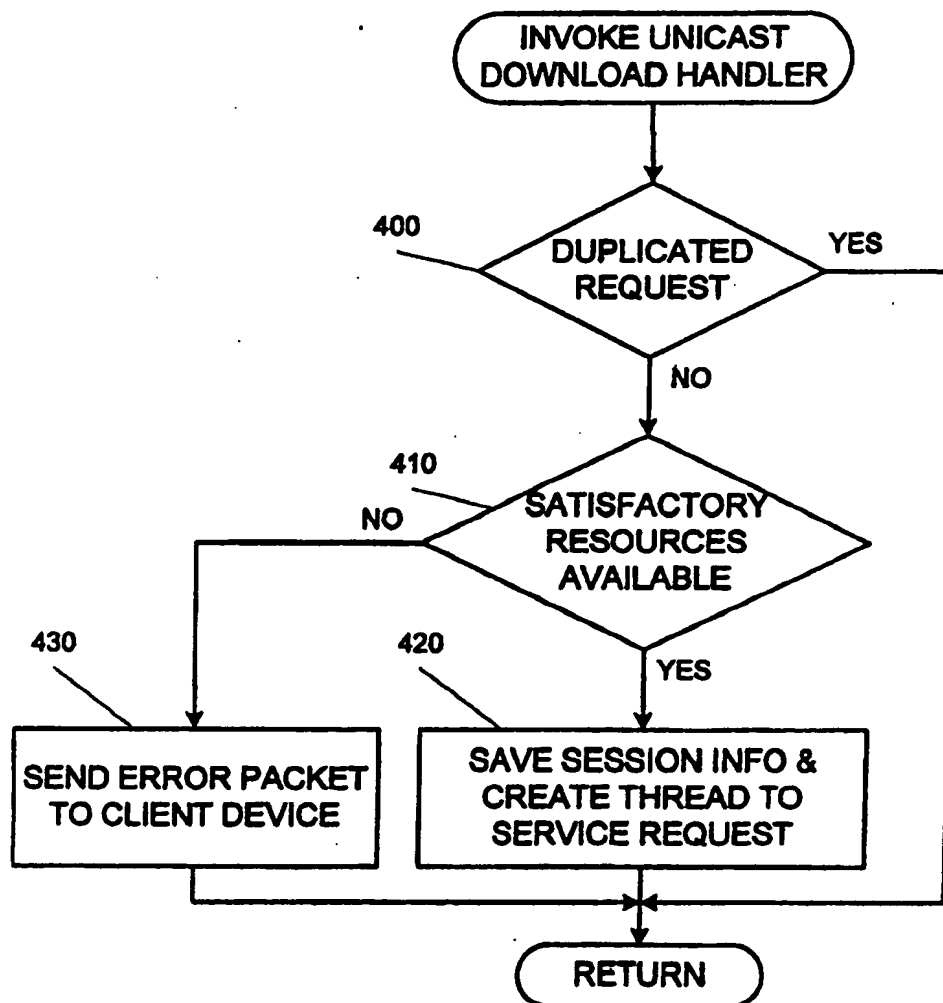 INVOKE UNICAST
DOWNLOAD HANDLER
400
DUPLICATED
REQUEST
YES
NO
410
SATISFACTORY
RESOURCES
AVAILABLE
NO
YES
430
SEND ERROR PACKET
TO CLIENT DEVICE
420
SAVE SESSION INFO &
CREATE THREAD TO
SERVICE REQUEST
RETURN